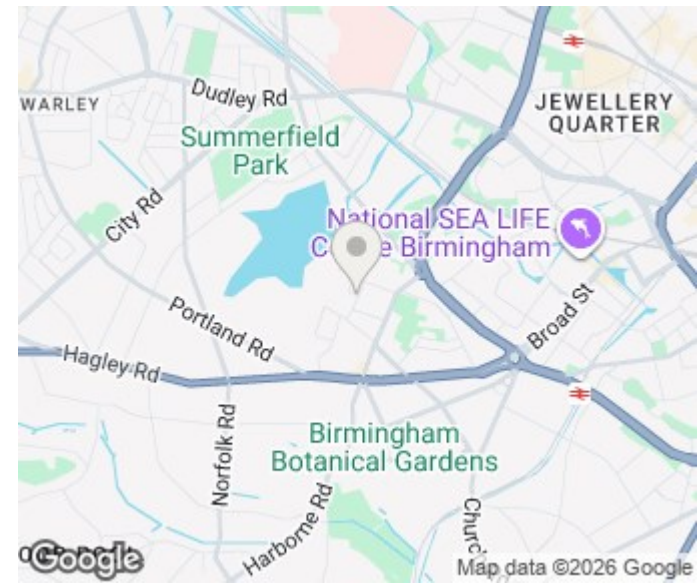 Dudley Rd
WARLEY
JEWELLERY
QUARTER
Summerfield
Park
City Rd
National SEA LIFE
Birmingham
Broad St
Portland Rd
Hagley Rd
Norfolk Rd
Birmingham
Botanical Gardens
Harborne Rd
Google
Map data ©2026 Google